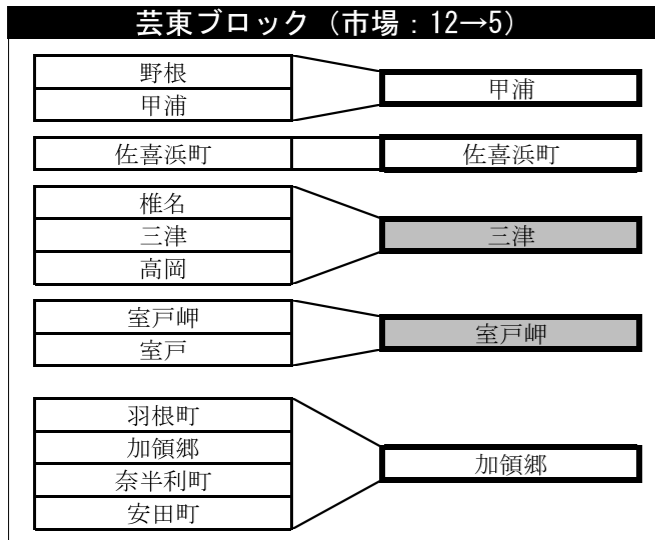 芸東ブロック（市場：12→5）
野根
甲浦
甲浦
佐喜浜町
佐喜浜町
椎名
三津
高岡
三津
室戸岬
室戸
室戸岬
羽根町
加領郷
奈半利町
安田町
加領郷